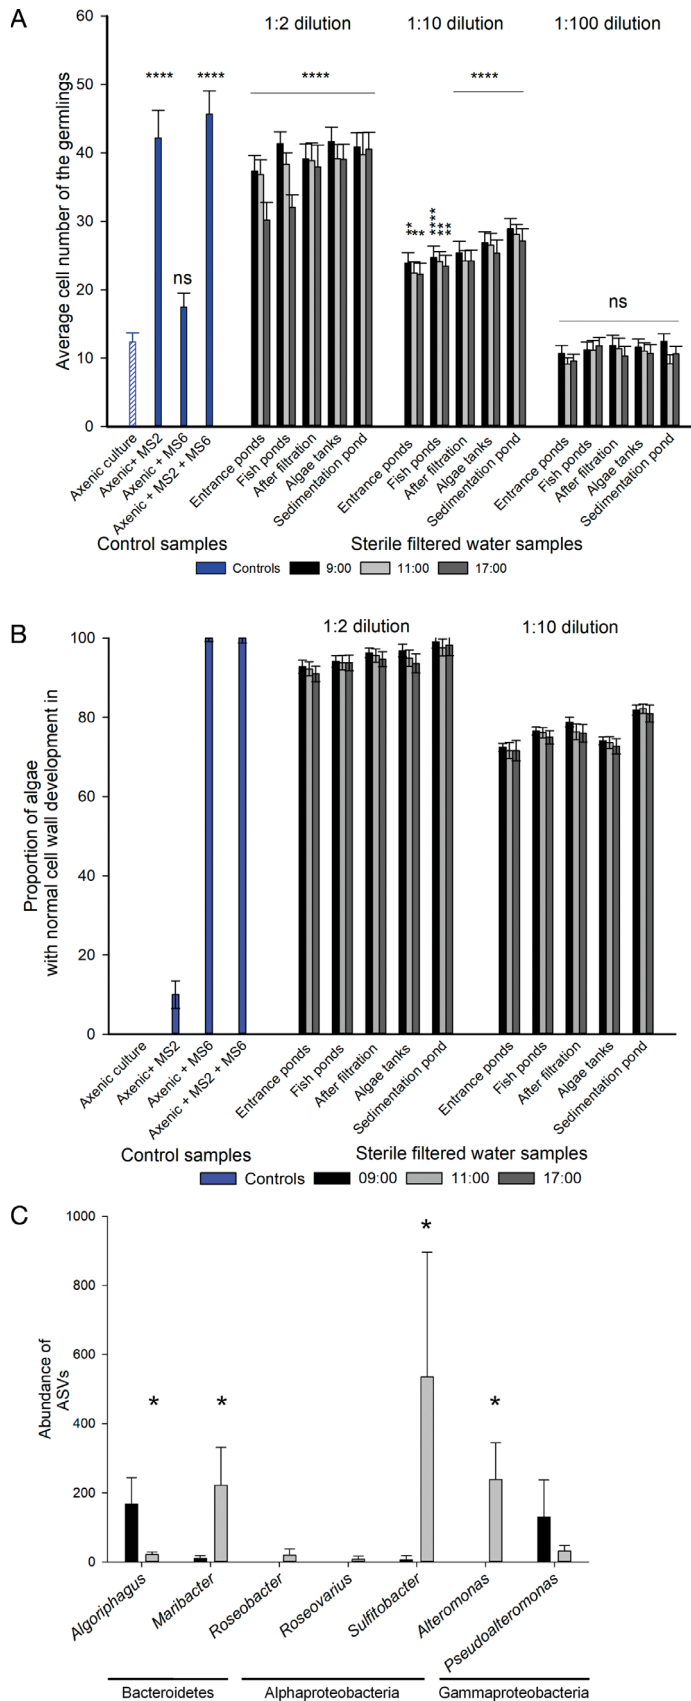 A
60
50
40
30
20
10
0
Average cell number of the germlings
1:2 dilution
1:10 dilution
1:100 dilution
****
****
****
****
ns
**
**
****
***
**
ns
Axenic culture
Axenic+ MS2
Axenic + MS6
Axenic + MS2 + MS6
Entrance ponds
Fish ponds
After filtration
Algae tanks
Sedimentation pond
Entrance ponds
Fish ponds
After filtration
Algae tanks
Sedimentation pond
Entrance ponds
Fish ponds
After filtration
Algae tanks
Sedimentation pond
Control samples
Sterile filtered water samples
Controls
9:00
11:00
17:00
B
100
80
60
40
20
0
Proportion of algae
with normal cell wall development in
1:2 dilution
1:10 dilution
Axenic culture
Axenic+ MS2
Axenic + MS6
Axenic + MS2 + MS6
Entrance ponds
Fish ponds
After filtration
Algae tanks
Sedimentation pond
Entrance ponds
Fish ponds
After filtration
Algae tanks
Sedimentation pond
Control samples
Sterile filtered water samples
Controls
09:00
11:00
17:00
C
1000
800
600
400
200
0
Abundance of
ASVs
*
*
*
*
Algoriphagus
Maribacter
Roseobacter
Roseovarius
Sulfitobacter
Alteromonas
Pseudoalteromonas
Bacteroidetes
Alphaproteobacteria
Gammaproteobacteria